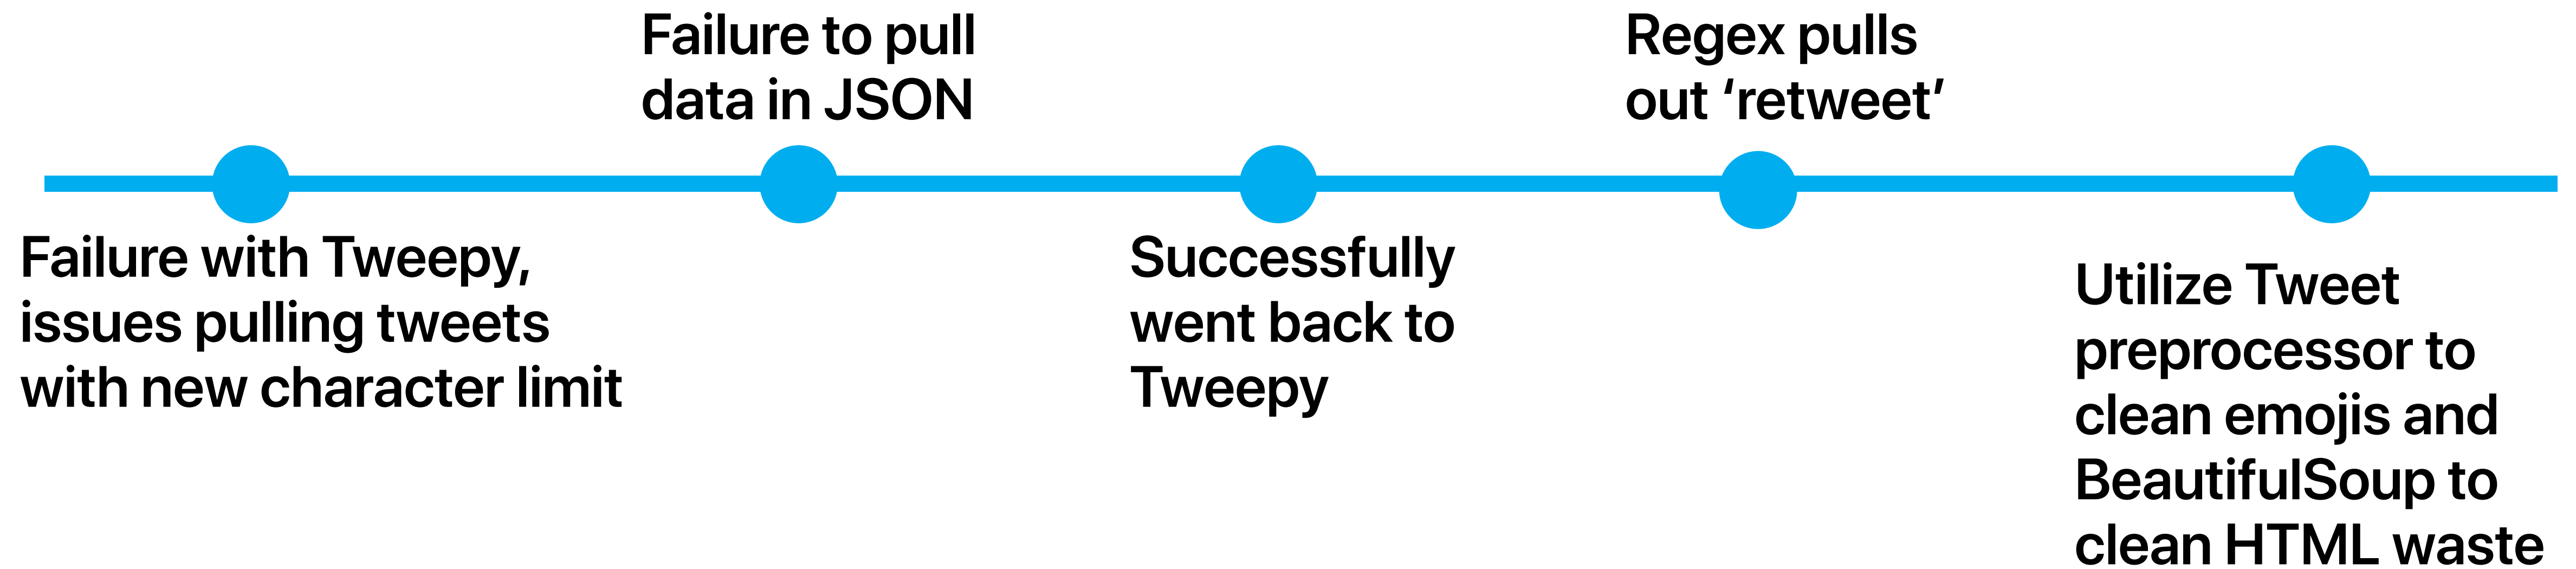 Failure with Tweepy,
issues pulling tweets
with new character limit
Failure to pull
data in JSON
Successfully
went back to
Tweepy
Regex pulls
out ‘retweet’
Utilize Tweet
preprocessor to
clean emojis and
BeautifulSoup to
clean HTML waste